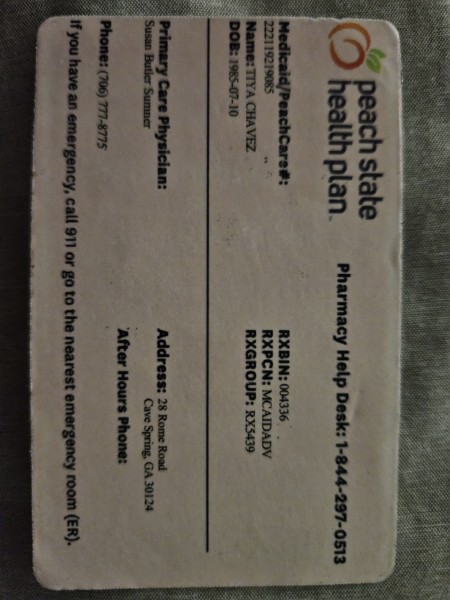 peach state
health plan.
Pharmacy Help Desk: 1-844-297-0513
Medicaid/PeachCare#:
222119219085
Name: TIYA CHAVEZ
DOB: 1985-07-10
RXBIN: 004336
RXPCN: MCAIDADV
RXGROUP: RX5439
Primary Care Physician:
Susan Butler Sumner
Address: 28 Rome Road
Cave Spring, GA 30124
Phone: (706) 777-8775
After Hours Phone:
If you have an emergency, call 911 or go to the nearest emergency room (ER).